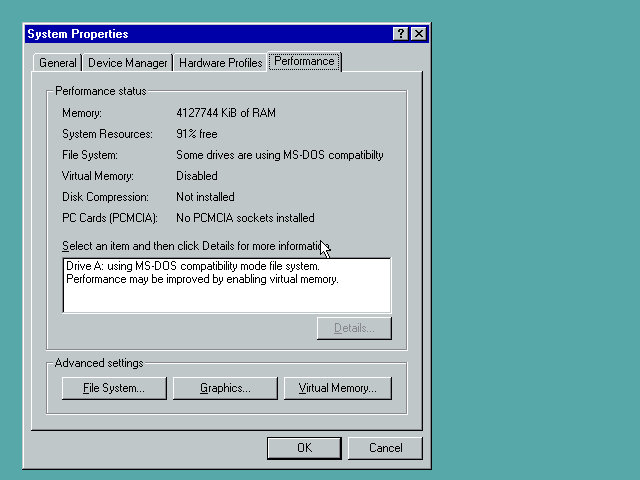 System Properties
General Device Manager Hardware Profiles Performance
Performance status
Memory: 4127744 KiB of RAM
System Resources: 91% free
File System: Some drives are using MS-DOS compatibilty
Virtual Memory: Disabled
Disk Compression: Not installed
PC Cards (PCMCIA): No PCMCIA sockets installed
Select an item and then click Details for more information.
Drive A: using MS-DOS compatibility mode file system.
Performance may be improved by enabling virtual memory.
Details...
Advanced settings
File System... Graphics... Virtual Memory...
OK Cancel